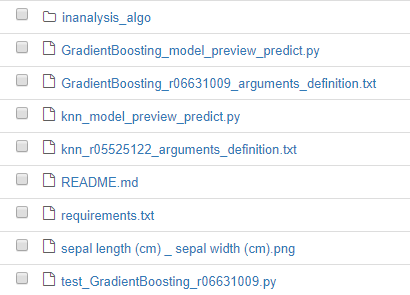 inanalysis_algo
GradientBoosting_model_preview_predict.py
GradientBoosting_r06631009_arguments_definition.txt
knn_model_preview_predict.py
knn_r05525122_arguments_definition.txt
README.md
requirements.txt
sepal length (cm) _ sepal width (cm).png
test_GradientBoosting_r06631009.py